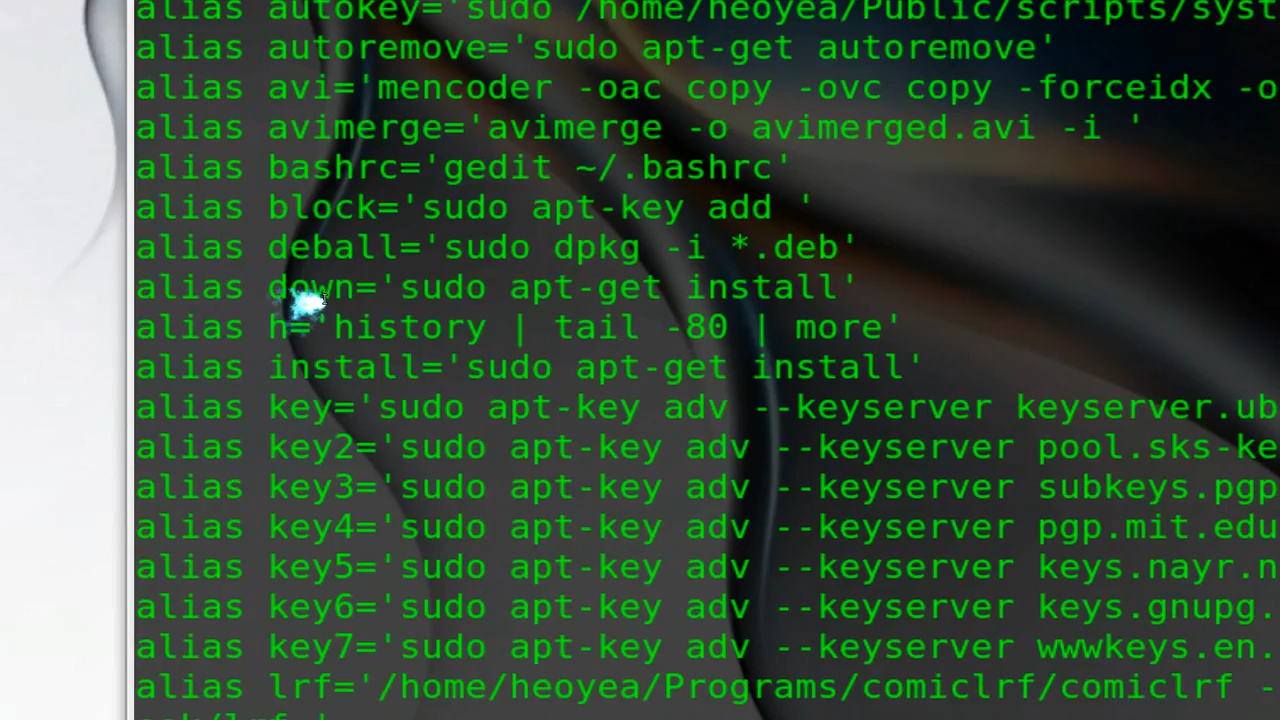 alias autokey='sudo /home/heoyea/Public/scripts/syst
alias autoremove='sudo apt-get autoremove'
alias avi='mencoder -oac copy -ovc copy -forceidx -o
alias avimerge='avimerge -o avimerged.avi -i '
alias bashrc='gedit ~/.bashrc'
alias block='sudo apt-key add '
alias deball='sudo dpkg -i *.deb'
alias down='sudo apt-get install'
alias h='history | tail -80 | more'
alias install='sudo apt-get install'
alias key='sudo apt-key adv --keyserver keyserver.ub
alias key2='sudo apt-key adv --keyserver pool.sks-ke
alias key3='sudo apt-key adv --keyserver subkeys.pgp
alias key4='sudo apt-key adv --keyserver pgp.mit.edu
alias key5='sudo apt-key adv --keyserver keys.nayr.n
alias key6='sudo apt-key adv --keyserver keys.gnupg.
alias key7='sudo apt-key adv --keyserver wwwkeys.en.
alias lrf='/home/heoyea/Programs/comiclrf/comiclrf -